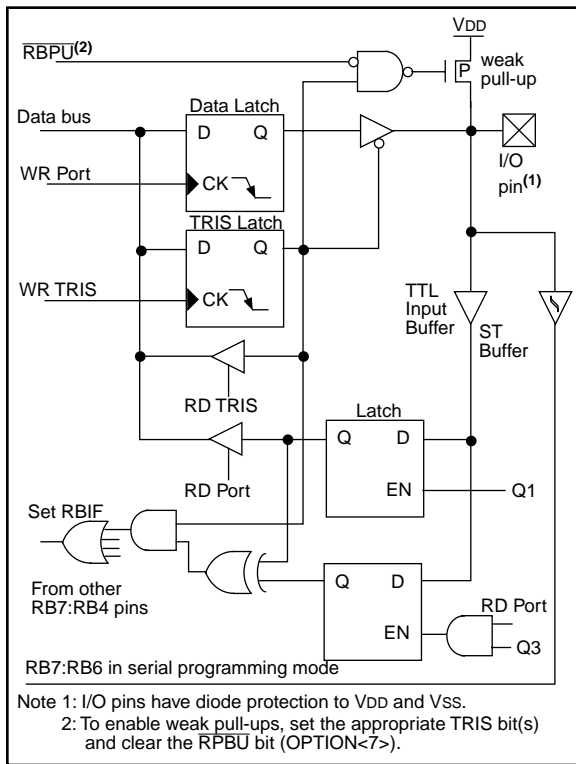 VDD
RBPU(2)
weak
pull-up
P
Data Latch
Data bus
D Q
I/O
pin(1)
WR Port
CK
TRIS Latch
D Q
WR TRIS
CK
TTL
Input
Buffer
ST
Buffer
RD TRIS
Latch
Q D
RD Port
EN
Q1
Set RBIF
From other
RB7:RB4 pins
Q D
RD Port
EN
Q3
RB7:RB6 in serial programming mode
Note 1: I/O pins have diode protection to VDD and VSS.
2: To enable weak pull-ups, set the appropriate TRIS bit(s)
and clear the RPBU bit (OPTION<7>).